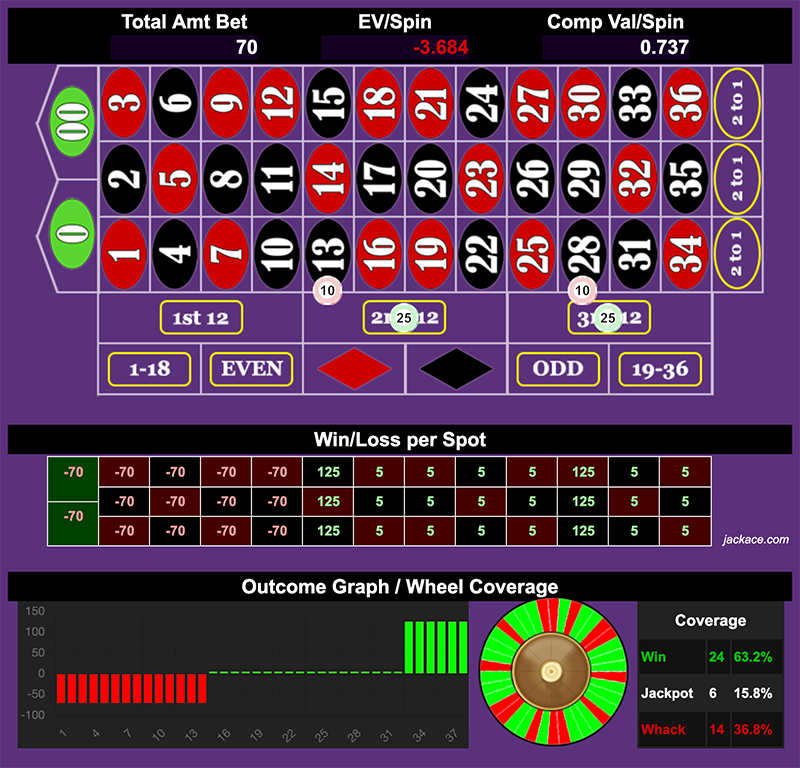 Total Amt Bet EV/Spin Comp Val/Spin
70 -3.684 0.737
00 3 6 9 12 15 18 21 24 27 30 33 36 2 to 1
2 5 8 11 14 17 20 23 26 29 32 35 2 to 1
0 1 4 7 10 13 16 19 22 25 28 31 34 2 to 1
10 10
1st 12 2 25 12 3 25 12
1-18 EVEN ODD 19-36
Win/Loss per Spot
-70 -70 -70 -70 -70 125 5 5 5 5 125 5 5
-70 -70 -70 -70 125 5 5 5 5 125 5 5
-70 -70 -70 -70 -70 125 5 5 5 5 125 5 5
jackace.com
Outcome Graph / Wheel Coverage
150
100
50
0
-50
-100
1 4 7 10 13 16 19 22 25 28 31 34 37
Coverage
Win 24 63.2%
Jackpot 6 15.8%
Whack 14 36.8%